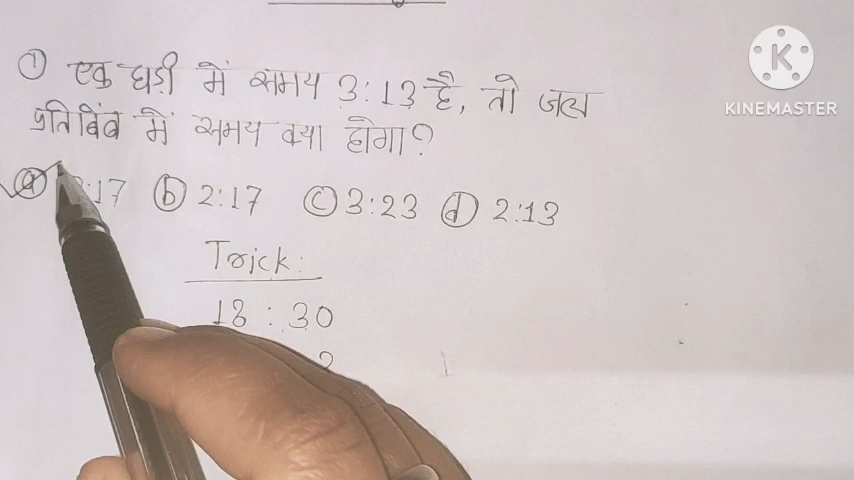 K
KINEMASTER
① एक घड़ी में समय 3:13 है, तो जल
प्रतिबिंब में समय क्या होगा?
ⓐ :17 ⓑ 2:17 ⓒ 3:23 ⓓ 2:13
Trick:
18 : 30